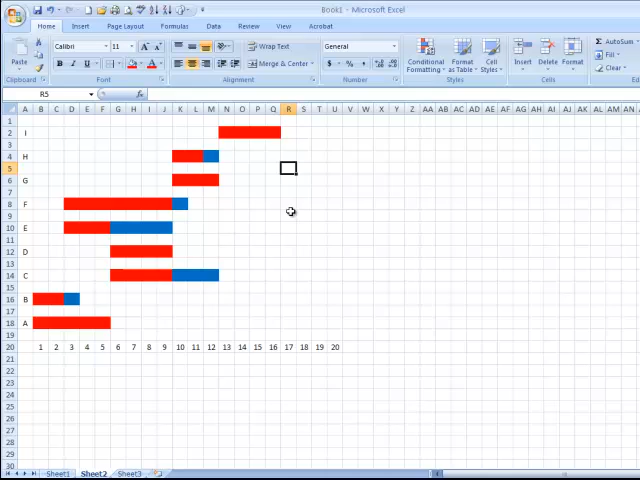 Book1 - Microsoft Excel
Home Insert Page Layout Formulas Data Review View Acrobat
Paste
Clipboard
Calibri 11
B I U
Font
Wrap Text
Merge & Center
Alignment
General
$ % ,
Number
Conditional Formatting
Format as Table
Cell Styles
Styles
Insert Delete Format
Cells
AutoSum
Fill
Clear
R5
A B C D E F G H I J K L M N O P Q R S T U V W X Y Z AA AB AC AD AE AF AG AH AI AJ AK AL AM AN
1
2 I
3
4 H
5
6 G
7
8 F
9
10 E
11
12 D
13
14 C
15
16 B
17
18 A
19
20 1 2 3 4 5 6 7 8 9 10 11 12 13 14 15 16 17 18 19 20
21
22
23
24
25
26
27
28
29
30
Sheet1 Sheet2 Sheet3